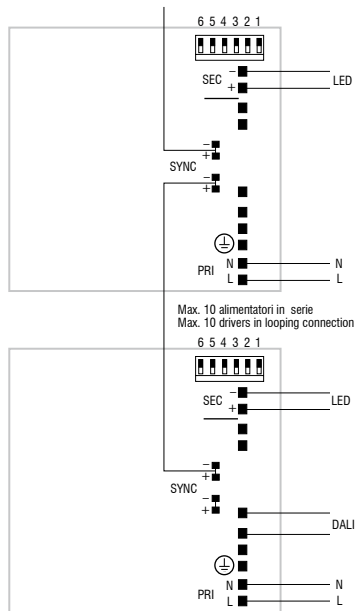 6 5 4 3 2 1
−
SEC
+
LED
−
+
SYNC
−
+
N
N
PRI
L
L
Max. 10 alimentatori in serie
Max. 10 drivers in looping connection
6 5 4 3 2 1
−
SEC
+
LED
−
+
SYNC
−
+
DALI
N
N
PRI
L
L